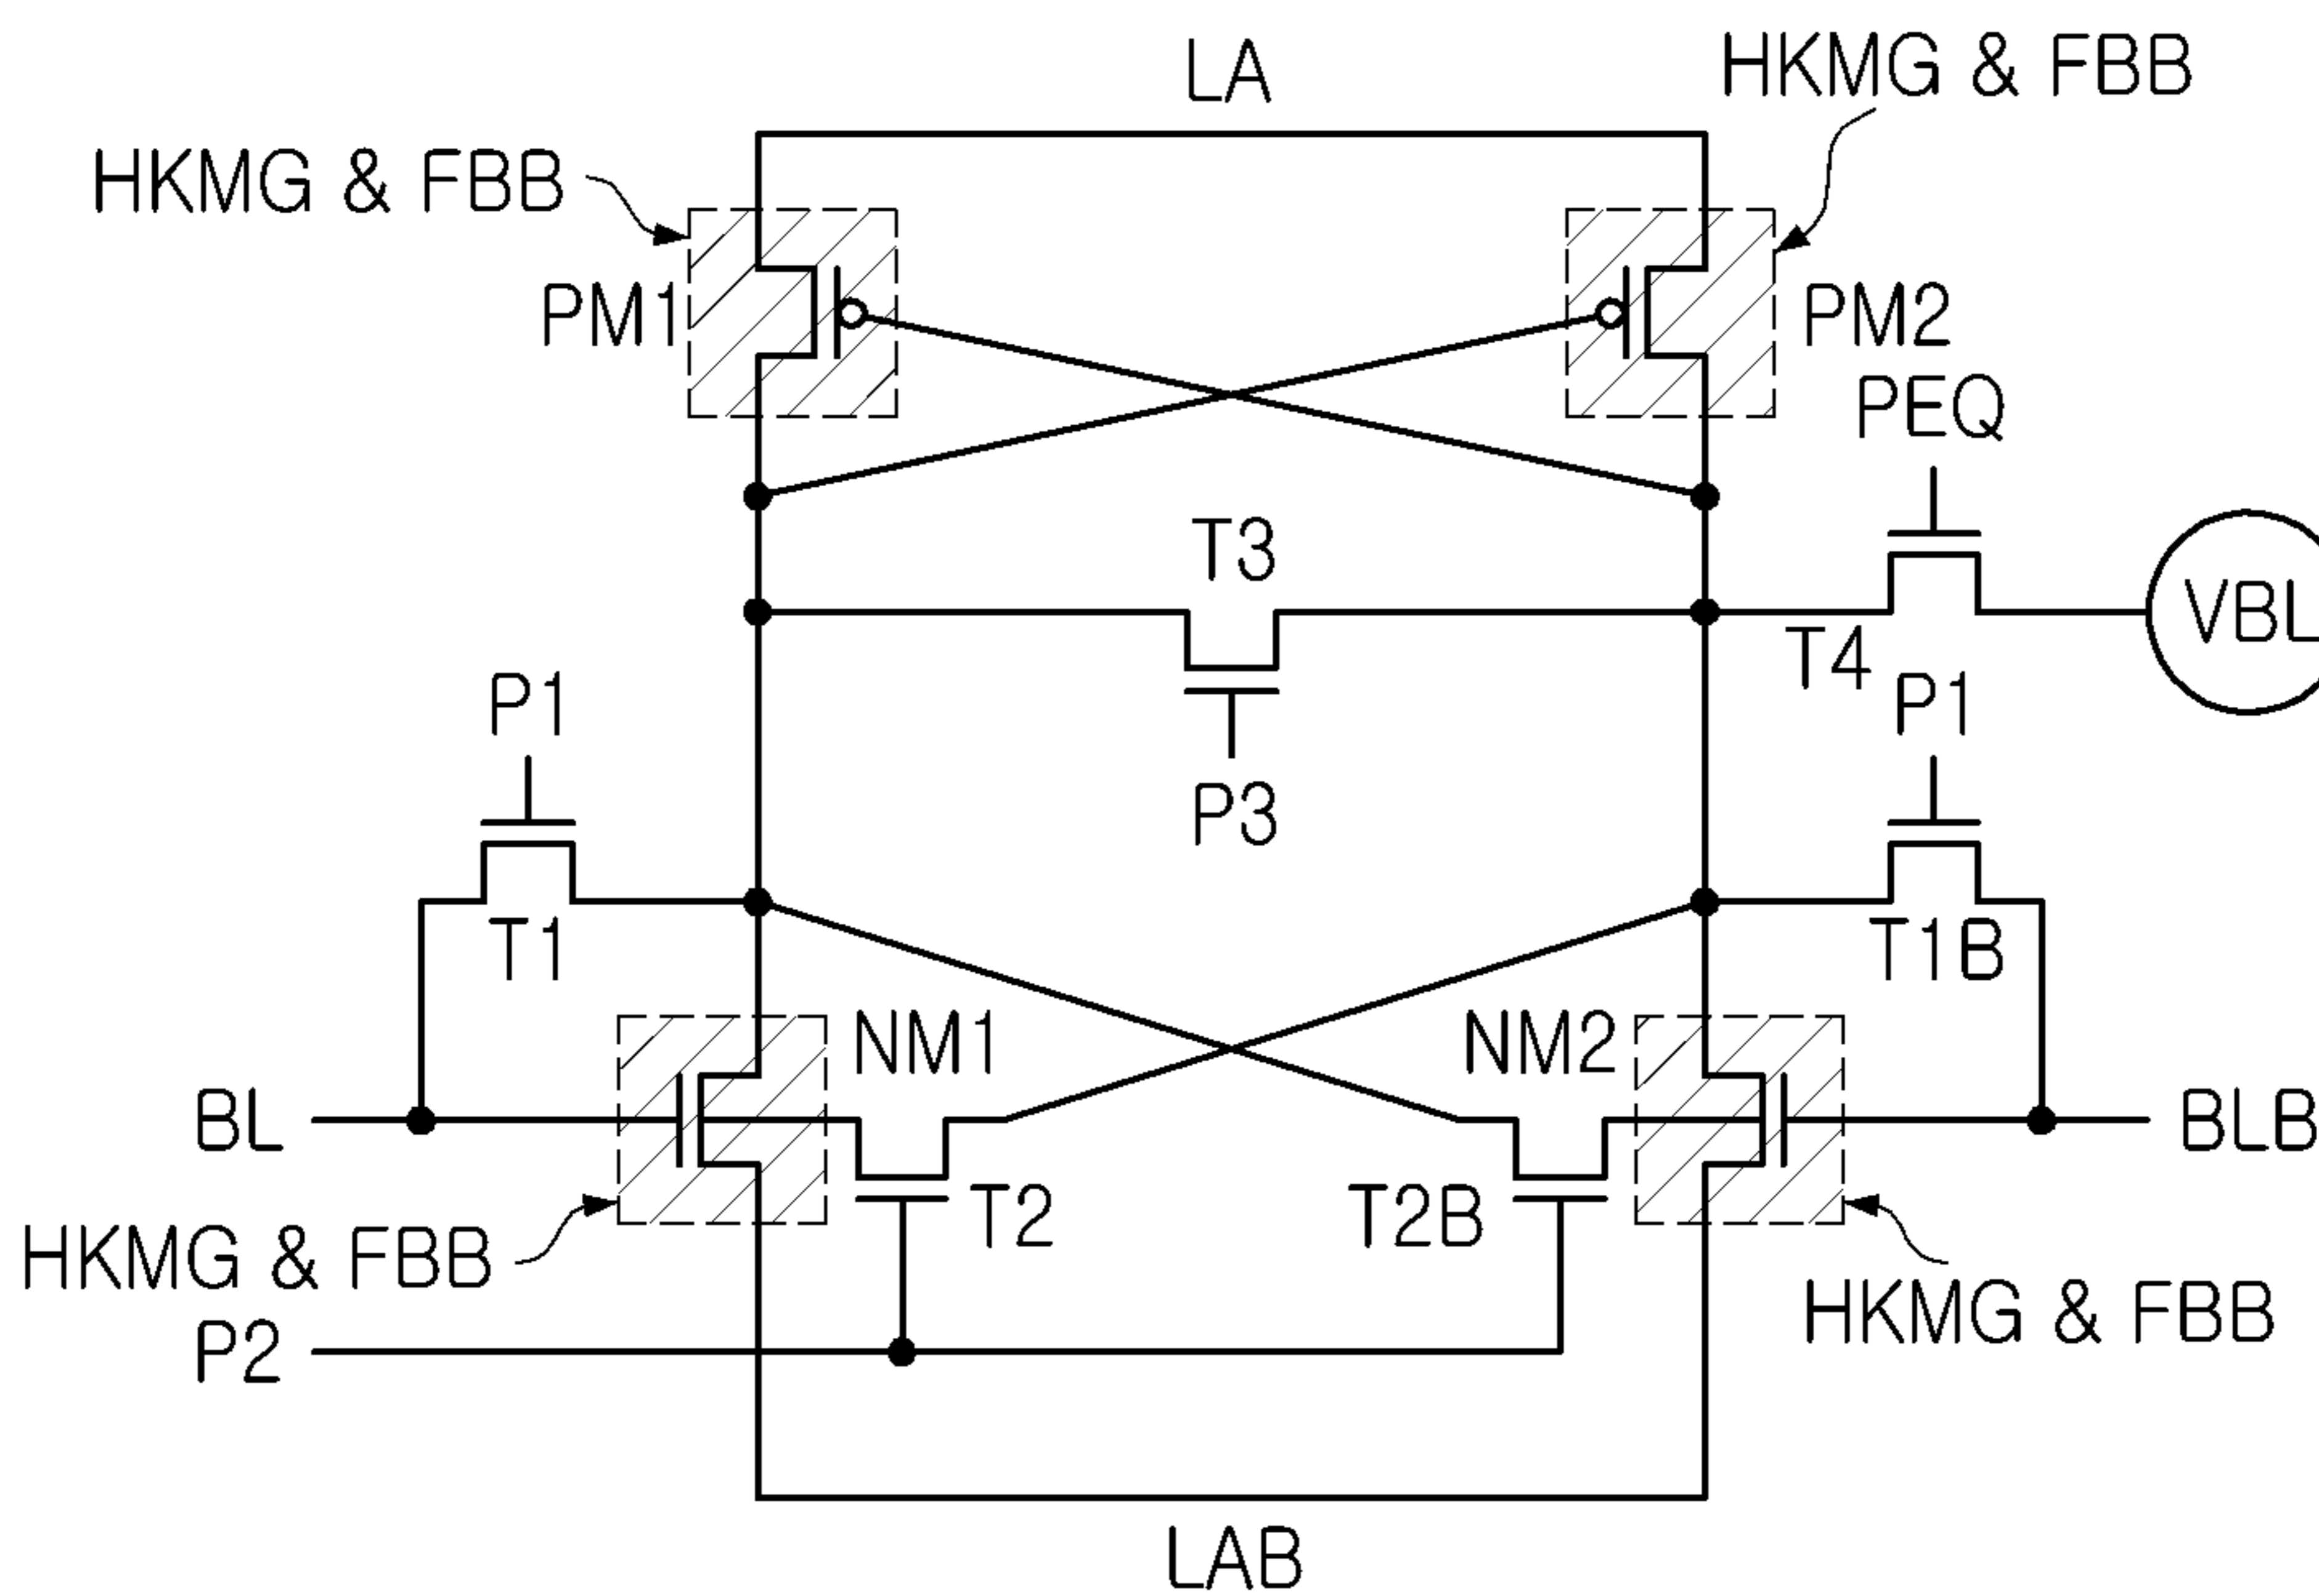 LA
HKMG & FBB
HKMG & FBB
PM1
PM2
PEQ
T3
VBL
T4
P1
P1
P3
T1
T1B
NM1
NM2
BL
BLB
T2
T2B
HKMG & FBB
HKMG & FBB
P2
LAB